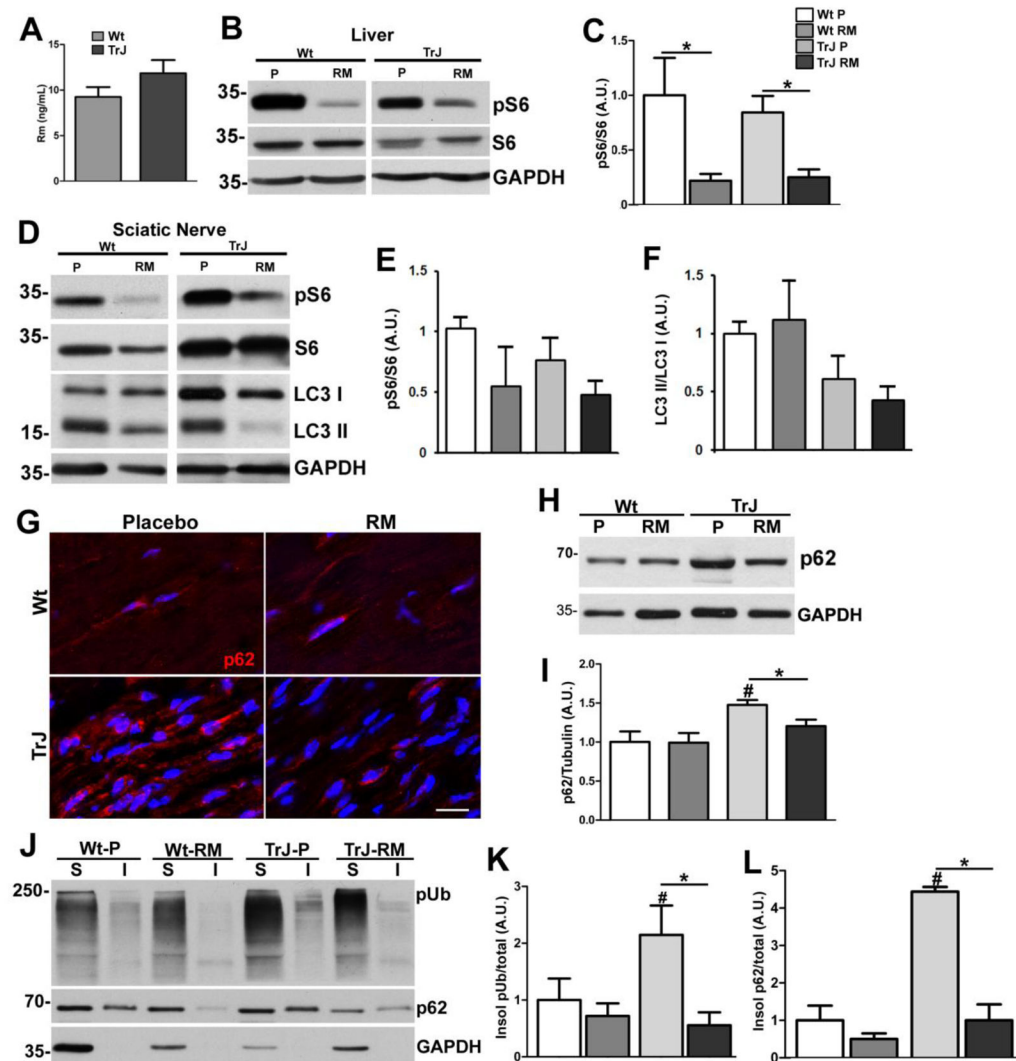 A
Wt
TrJ
Rm (ng/mL)
15
10
5
0
B
Liver
Wt
TrJ
P
RM
P
RM
35-
pS6
35-
S6
35-
GAPDH
C
Wt P
Wt RM
TrJ P
TrJ RM
*
*
pS6/S6 (A.U.)
1.5
1.0
0.5
0.0
D
Sciatic Nerve
Wt
TrJ
P
RM
P
RM
35-
pS6
35-
S6
LC3 I
15-
LC3 II
35-
GAPDH
E
pS6/S6 (A.U.)
1.5
1
0.5
0
F
LC3 II/LC3 I (A.U.)
1.5
1
0.5
0
G
Placebo
RM
Wt
p62
TrJ
H
Wt
TrJ
P
RM
P
RM
70-
p62
35-
GAPDH
I
p62/Tubulin (A.U.)
2.0
1.5
1.0
0.5
0.0
#
*
J
Wt-P
Wt-RM
TrJ-P
TrJ-RM
S
I
S
I
S
I
S
I
250-
pUb
70-
p62
35-
GAPDH
K
Insol pUb/total (A.U.)
3
2
1
0
#
*
L
Insol p62/total (A.U.)
5
4
3
2
1
0
#
*